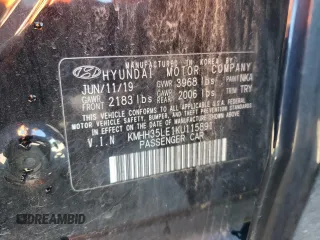 MANUFACTURED IN KOREA BY
HYUNDAI MOTOR COMPANY
JUN/11/19 GVWR 3968 lbs PAINT NKA
GAWR FRONT 2183 lbs GAWR REAR 2006 lbs TRIM TRY
THIS VEHICLE CONFORMS TO ALL APPLICABLE
FEDERAL MOTOR VEHICLE SAFETY, BUMPER,
AND THEFT PREVENTION STANDARDS IN EFFECT
ON THE DATE OF MANUFACTURE SHOWN ABOVE.
V.I.N KMHH35LE1KU115891
PASSENGER CAR
DREAMBID